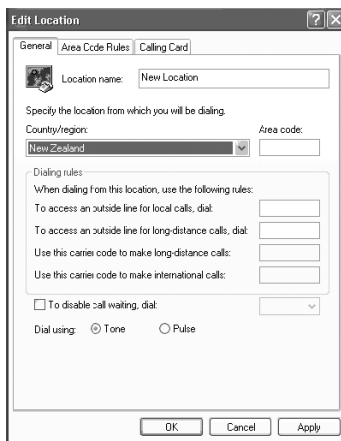 Edit Location
General Area Code Rules Calling Card
Location name: New Location
Specify the location from which you will be dialing.
Country/region: Area code:
New Zealand
Dialing rules
When dialing from this location, use the following rules:
To access an outside line for local calls, dial:
To access an outside line for long-distance calls, dial:
Use this carrier code to make long-distance calls:
Use this carrier code to make international calls:
To disable call waiting, dial:
Dial using: Tone Pulse
OK Cancel Apply